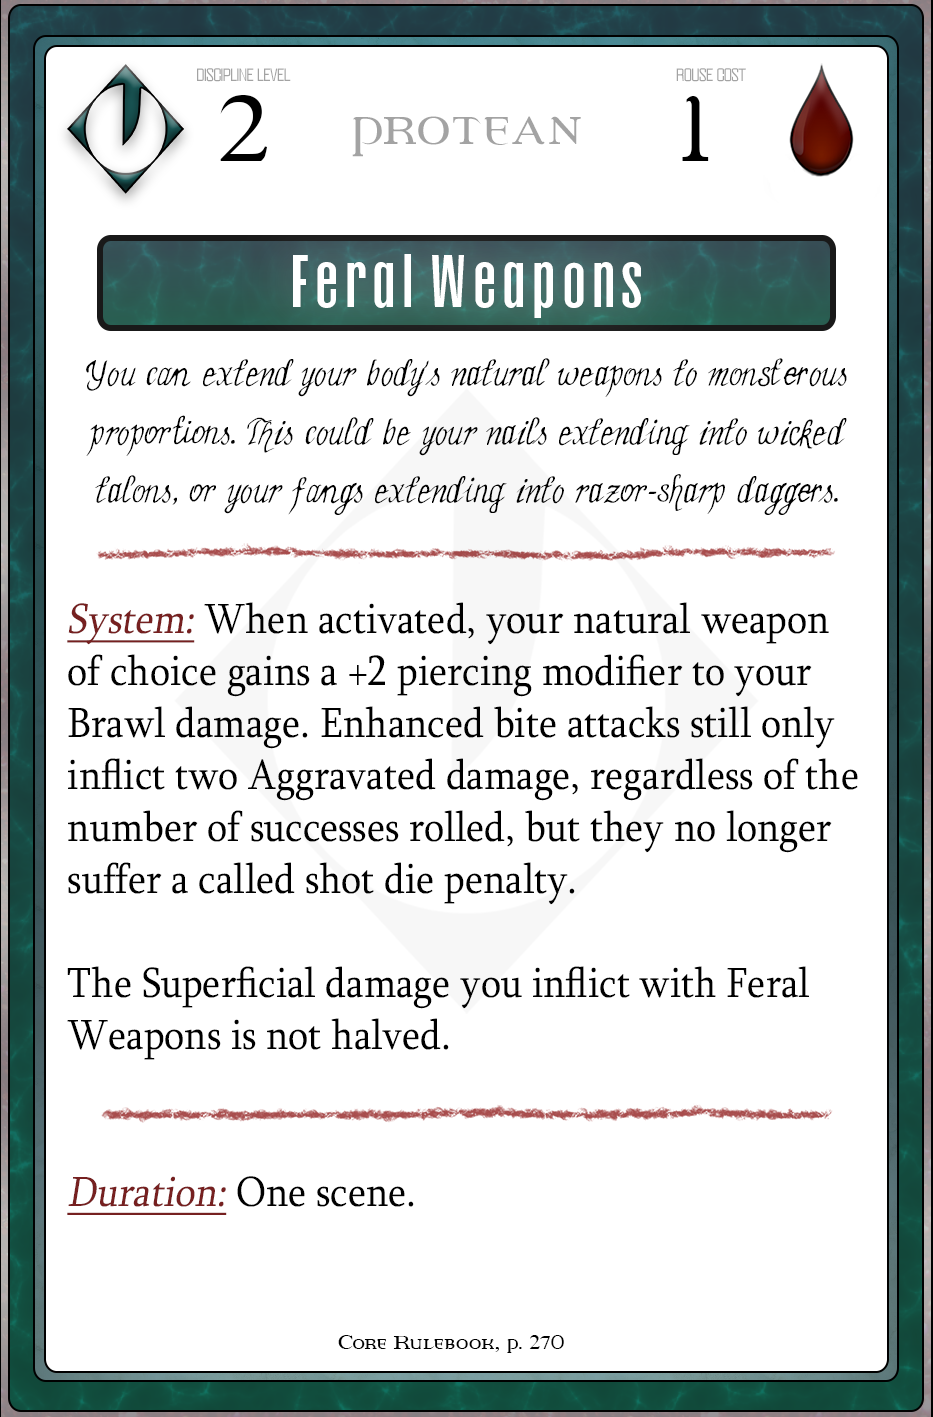 DISCIPLINE LEVEL
2
PROTEAN
ROUSE COST
1
Feral Weapons
You can extend your body's natural weapons to monsterous
proportions. This could be your nails extending into wicked
talons, or your fangs extending into razor-sharp daggers.
System: When activated, your natural weapon
of choice gains a +2 piercing modifier to your
Brawl damage. Enhanced bite attacks still only
inflict two Aggravated damage, regardless of the
number of successes rolled, but they no longer
suffer a called shot die penalty.
The Superficial damage you inflict with Feral
Weapons is not halved.
Duration: One scene.
Core Rulebook, p. 270